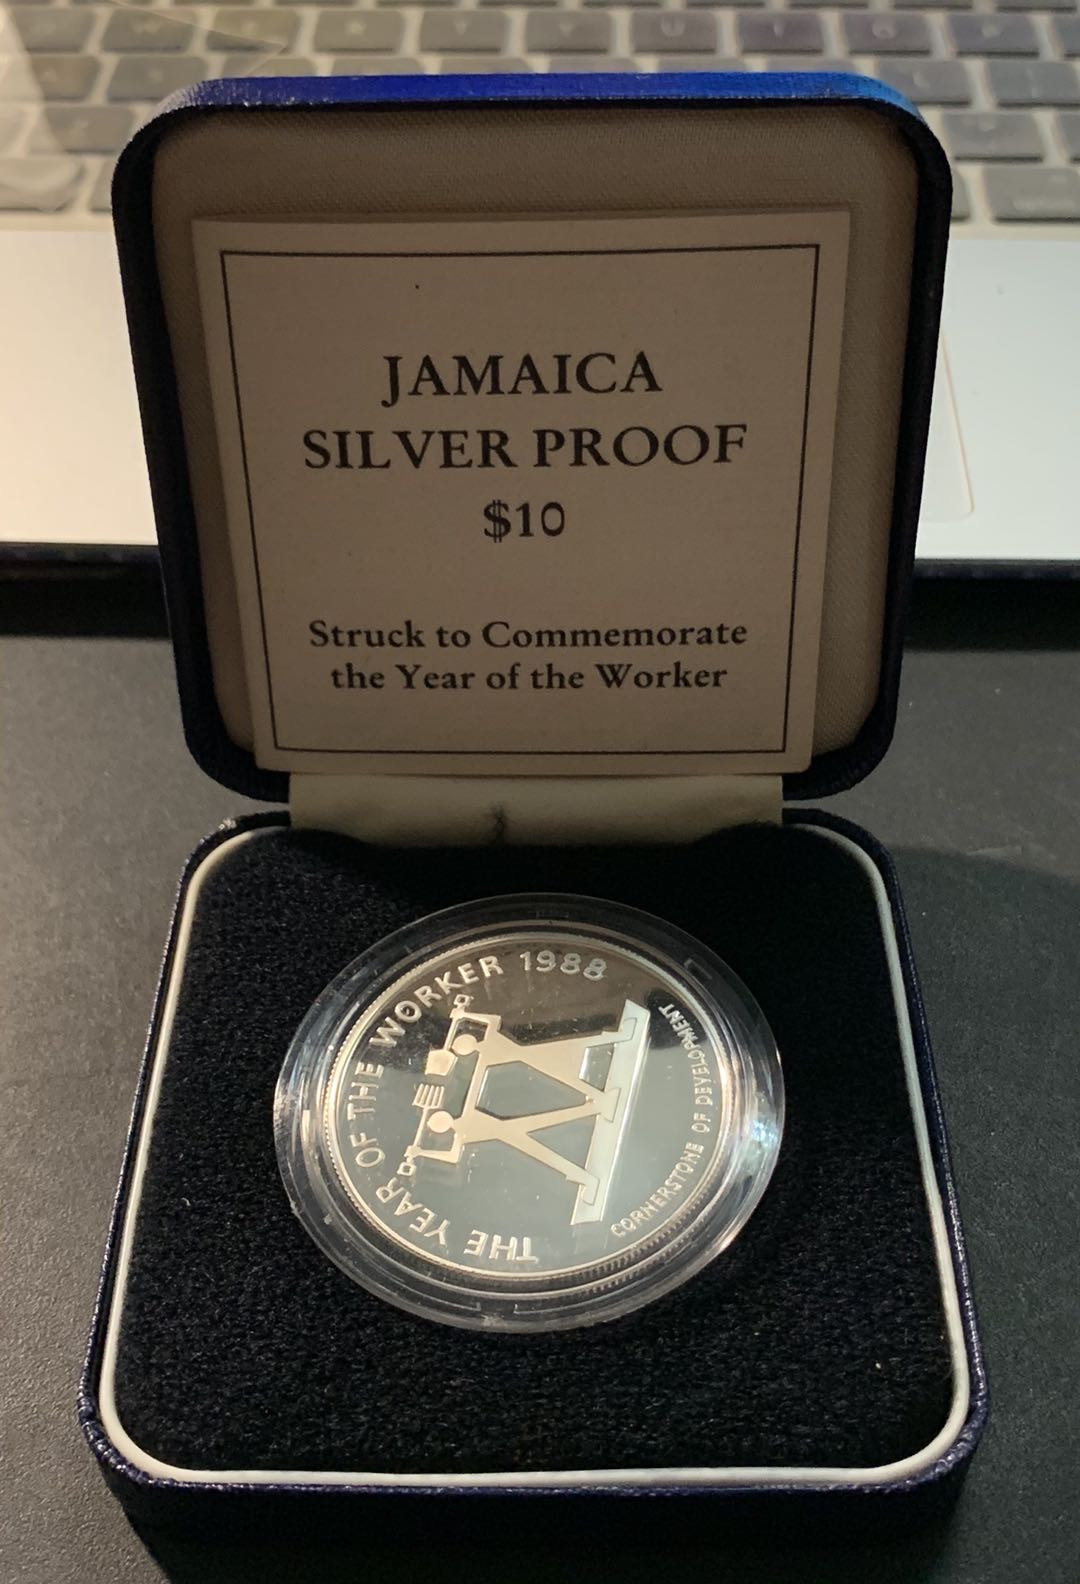 JAMAICA
SILVER PROOF
$10
Struck to Commemorate
the Year of the Worker
THE YEAR OF THE WORKER 1988
CORNERSTONE OF DEVELOPMENT